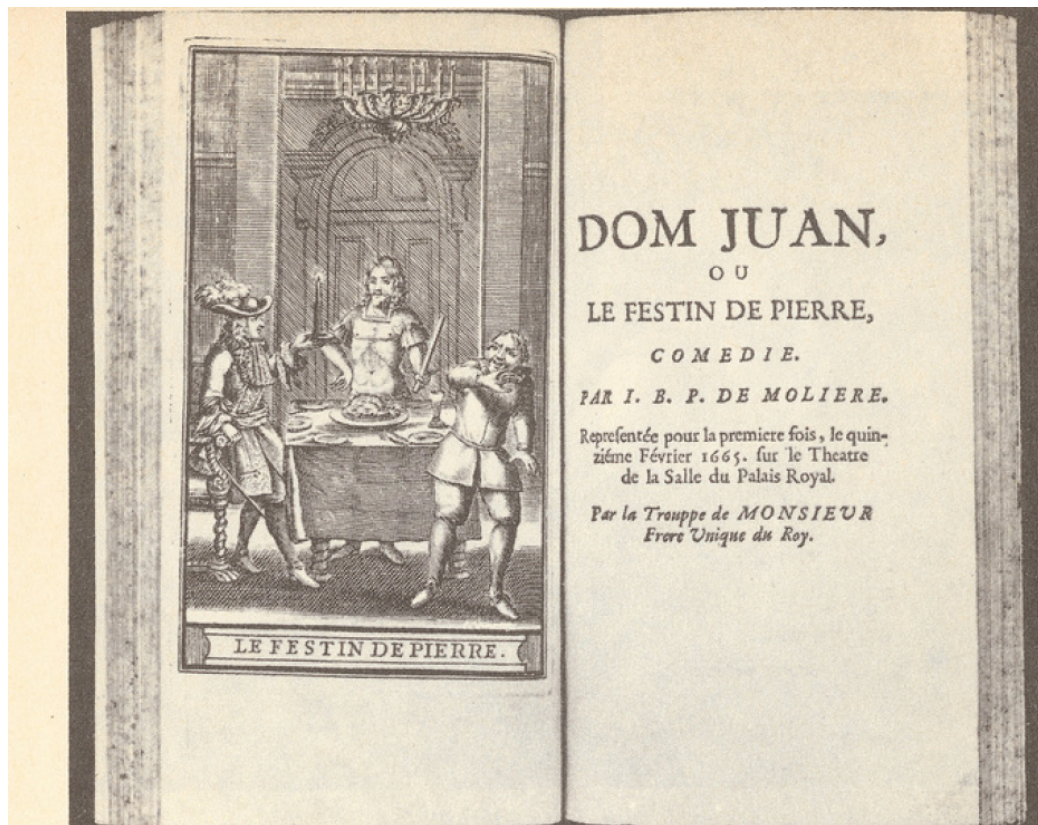 LE FESTIN DE PIERRE.
DOM JUAN,
OU
LE FESTIN DE PIERRE,
COMEDIE.
PAR I. B. P. DE MOLIERE.
Repreſentée pour la premiere fois, le quin-
ziéme Février 1665. ſur le Theatre
de la Salle du Palais Royal.
Par la Trouppe de MONSIEVR
Frere Unique du Roy.